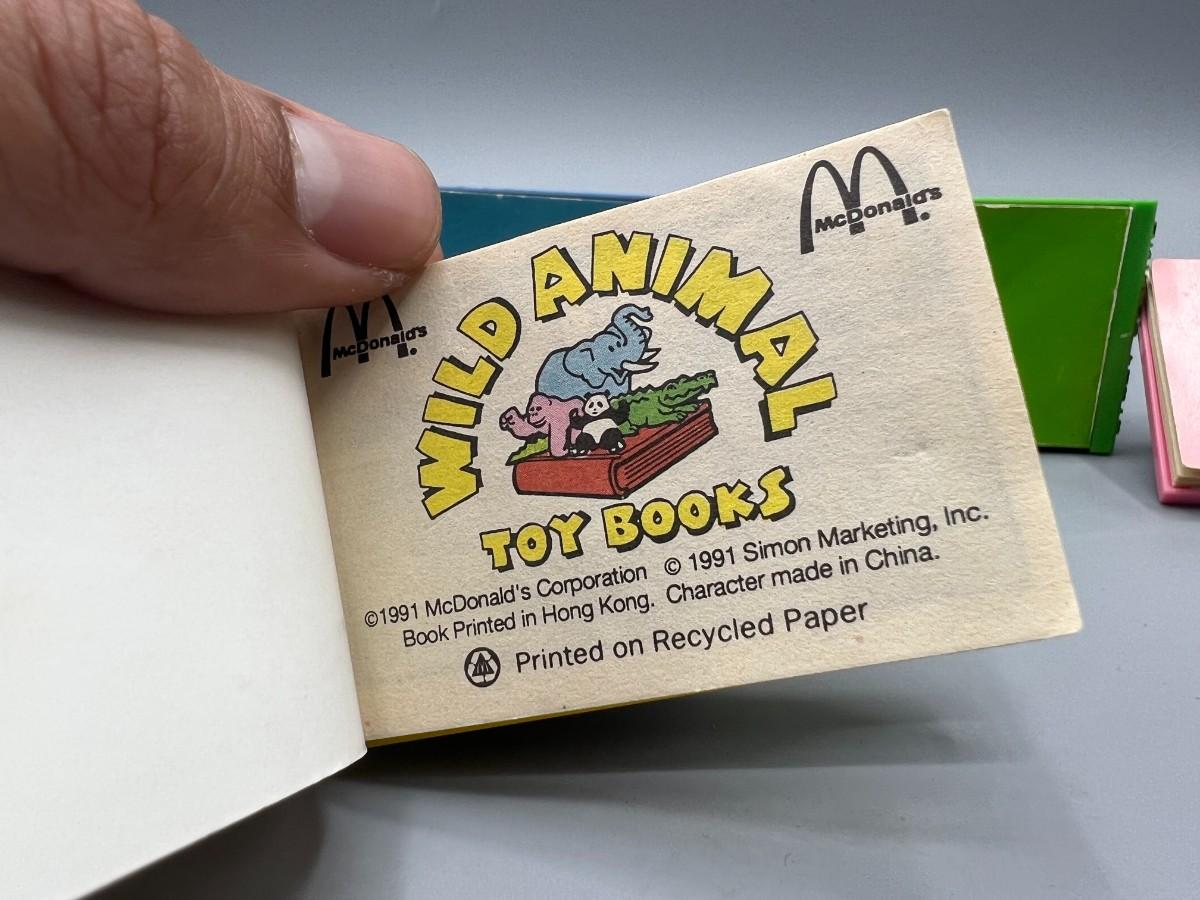 McDonald's
McDonald's
WILD ANIMAL
TOY BOOKS
©1991 McDonald's Corporation © 1991 Simon Marketing, Inc.
Book Printed in Hong Kong. Character made in China.
Printed on Recycled Paper